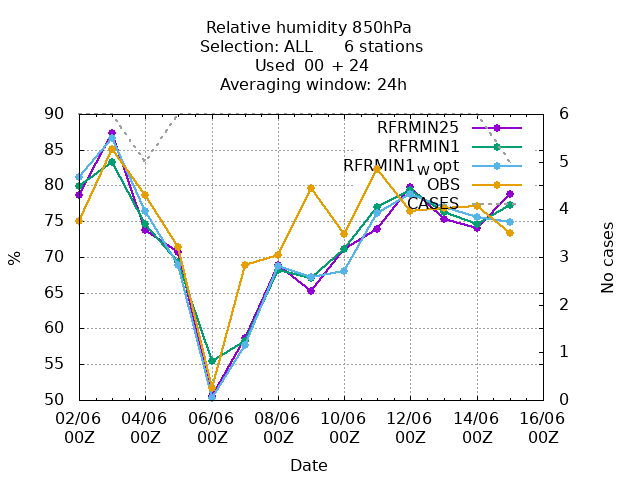 Relative humidity 850hPa
Selection: ALL 6 stations
Used 00 + 24
Averaging window: 24h
90 6
RFRMIN25
85 RFRMIN1 5
RFRMIN1w opt
80 OBS
CASES 4
75
70 3
65
60 2
55 1
50 0
% No cases
02/06 04/06 06/06 08/06 10/06 12/06 14/06 16/06
00Z 00Z 00Z 00Z 00Z 00Z 00Z 00Z
Date